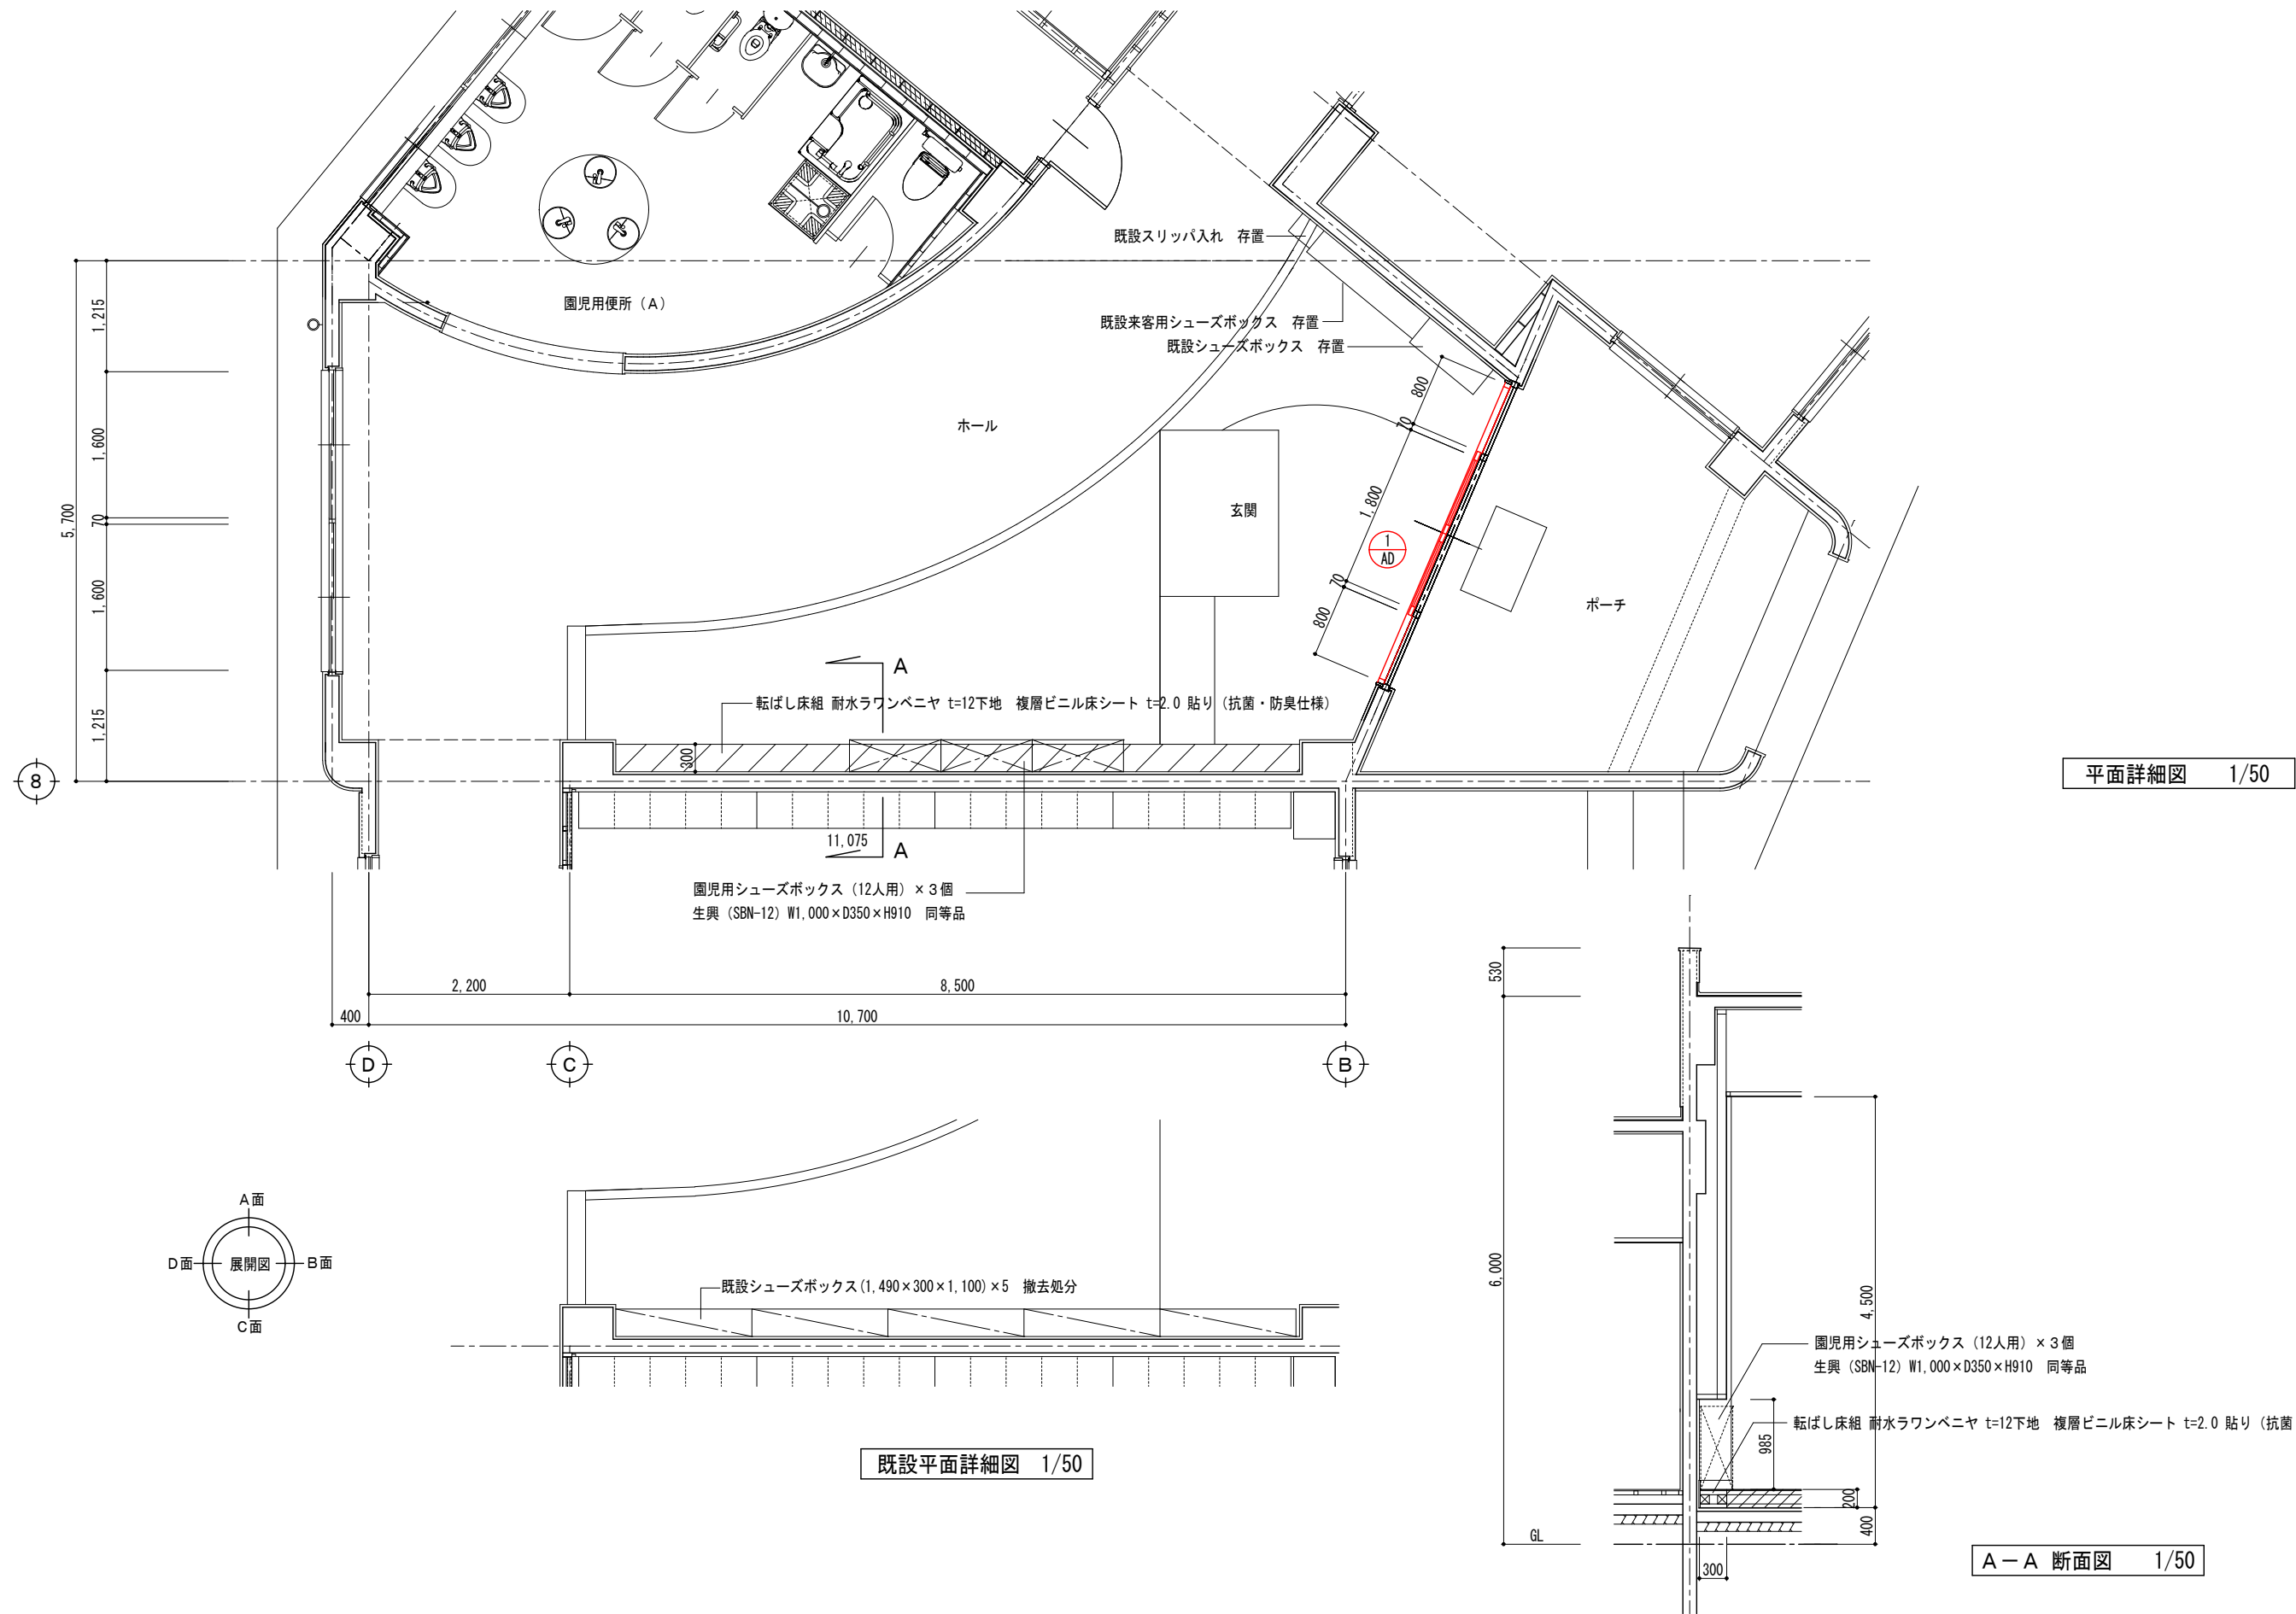 既設スリッパ入れ 存置
園児用便所（A）
既設来客用シューズボックス 存置
既設シューズボックス 存置
1,215
1,600
70
1,600
1,215
5,700
ホール
玄関
ポーチ
800
70
1,800
70
800
1
AD
A
転ばし床組 耐水ラワンベニヤ t=12下地 複層ビニル床シート t=2.0 貼り（抗菌・防臭仕様）
300
8
平面詳細図 1/50
11,075
A
園児用シューズボックス（12人用）×３個
生興（SBN-12）W1,000×D350×H910 同等品
2,200
8,500
400
10,700
D
C
B
A面
D面
展開図
B面
C面
既設シューズボックス(1,490×300×1,100)×5 撤去処分
既設平面詳細図 1/50
530
6,000
4,500
園児用シューズボックス（12人用）×３個
生興（SBN-12）W1,000×D350×H910 同等品
転ばし床組 耐水ラワンベニヤ t=12下地 複層ビニル床シート t=2.0 貼り（抗菌
985
200
400
GL
300
A－A 断面図 1/50